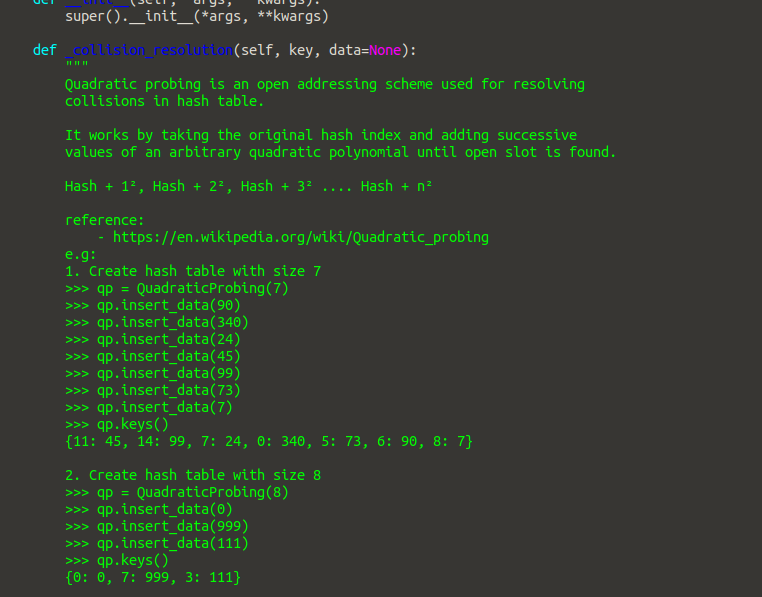 def __init__(self, *args, **kwargs):
super().__init__(*args, **kwargs)
def _collision_resolution(self, key, data=None):
"""
Quadratic probing is an open addressing scheme used for resolving
collisions in hash table.
It works by taking the original hash index and adding successive
values of an arbitrary quadratic polynomial until open slot is found.
Hash + 1², Hash + 2², Hash + 3² .... Hash + n²
reference:
- https://en.wikipedia.org/wiki/Quadratic_probing
e.g:
1. Create hash table with size 7
>>> qp = QuadraticProbing(7)
>>> qp.insert_data(90)
>>> qp.insert_data(340)
>>> qp.insert_data(24)
>>> qp.insert_data(45)
>>> qp.insert_data(99)
>>> qp.insert_data(73)
>>> qp.insert_data(7)
>>> qp.keys()
{11: 45, 14: 99, 7: 24, 0: 340, 5: 73, 6: 90, 8: 7}
2. Create hash table with size 8
>>> qp = QuadraticProbing(8)
>>> qp.insert_data(0)
>>> qp.insert_data(999)
>>> qp.insert_data(111)
>>> qp.keys()
{0: 0, 7: 999, 3: 111}